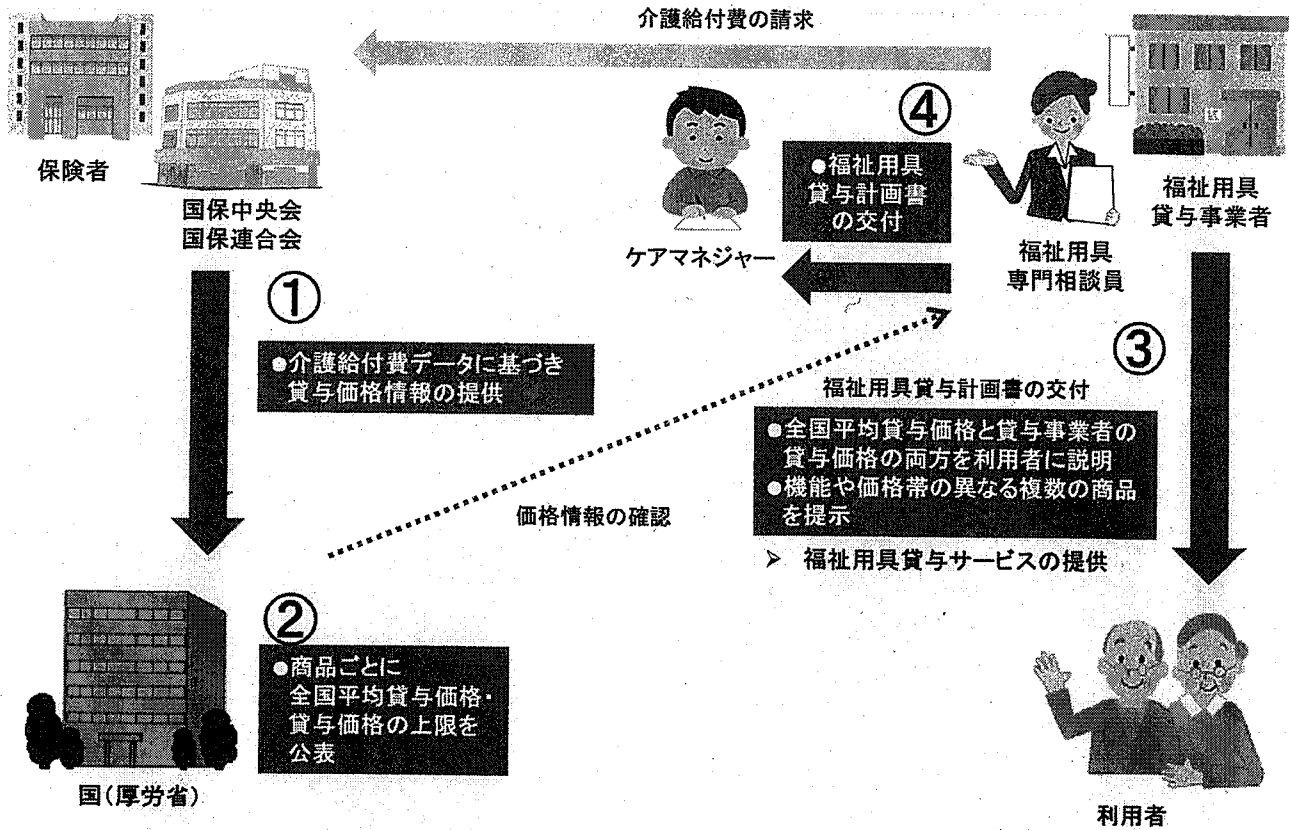 介護給付費の請求
保険者
国保中央会
国保連合会
ケアマネジャー
④
●福祉用具
貸与計画書
の交付
福祉用具
専門相談員
福祉用具
貸与事業者
①
●介護給付費データに基づき
貸与価格情報の提供
③
福祉用具貸与計画書の交付
●全国平均貸与価格と貸与事業者の
貸与価格の両方を利用者に説明
●機能や価格帯の異なる複数の商品
を提示
➢ 福祉用具貸与サービスの提供
価格情報の確認
②
●商品ごとに
全国平均貸与価格・
貸与価格の上限を
公表
国(厚労省)
利用者